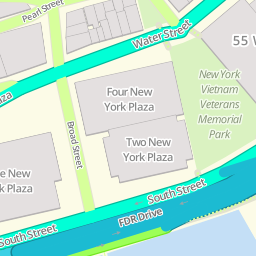 Pearl Street
Water Street
55 W
aza
Four New
York Plaza
New York
Vietnam
Veterans
Memorial
Park
Broad Street
Two New
York Plaza
e New
k Plaza
South Street
FDR Drive
South Street